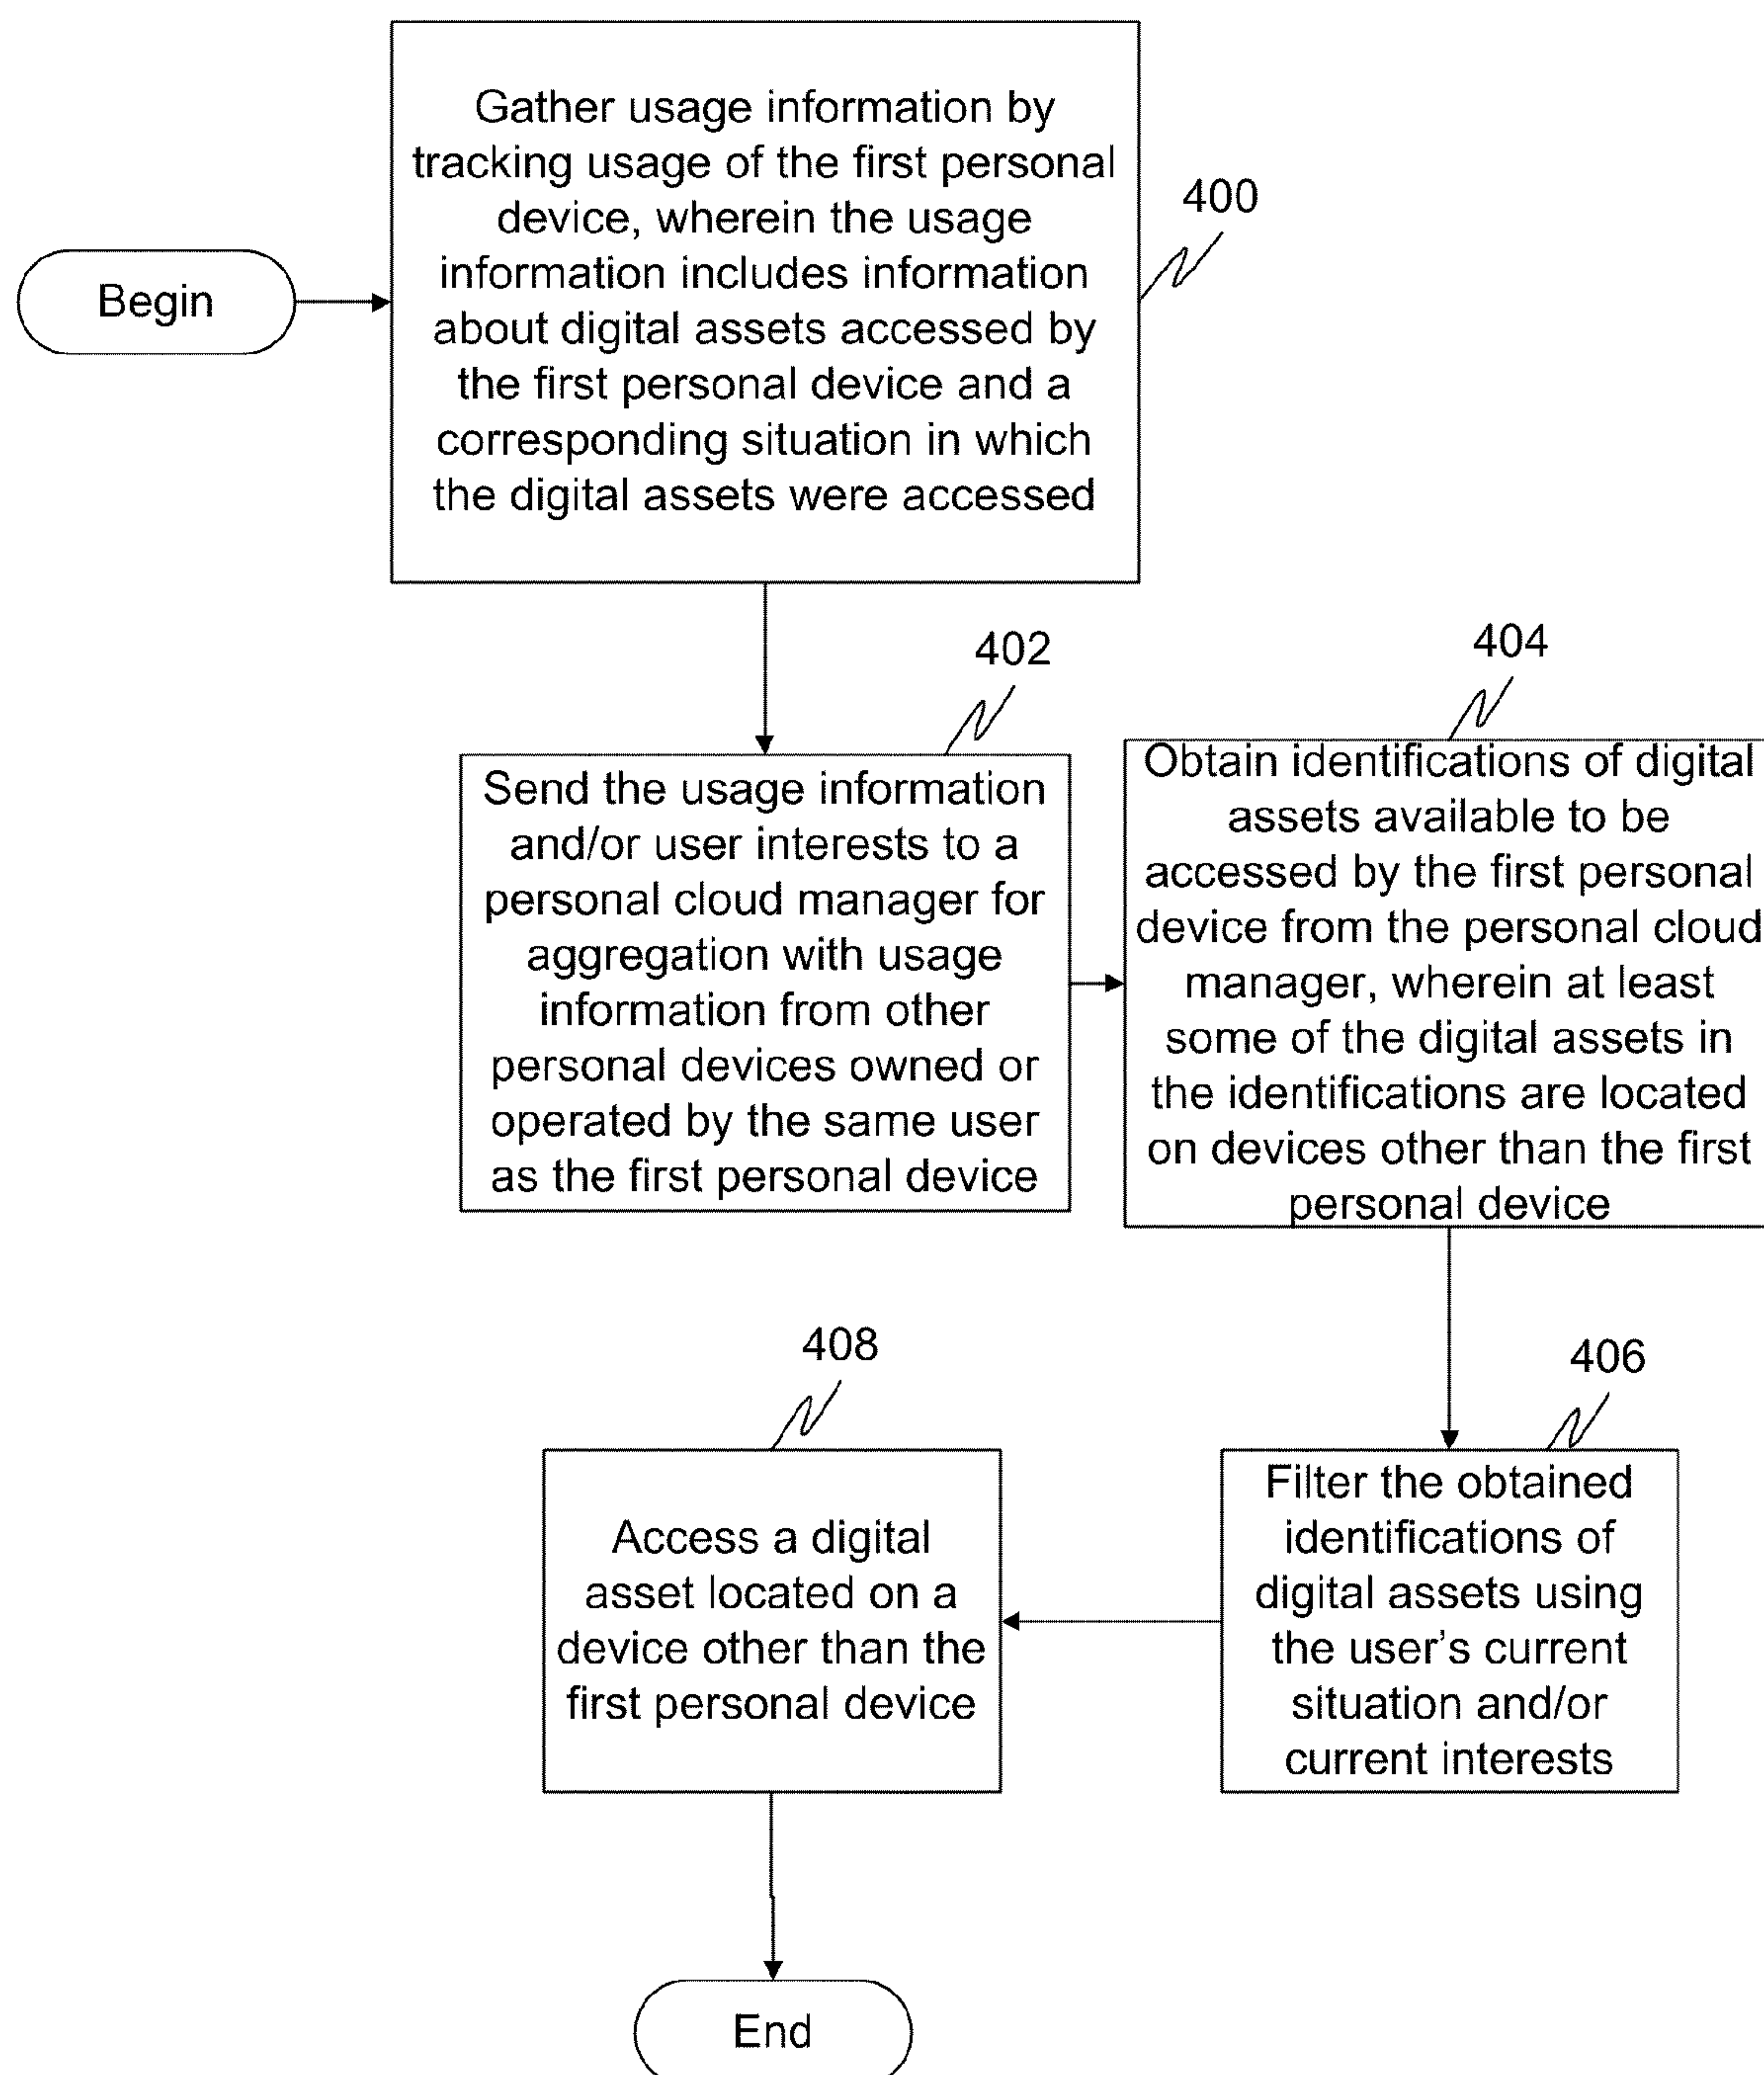 Begin
Gather usage information by
tracking usage of the first personal
device, wherein the usage
information includes information
about digital assets accessed by
the first personal device and a
corresponding situation in which
the digital assets were accessed
400
402
Send the usage information
and/or user interests to a
personal cloud manager for
aggregation with usage
information from other
personal devices owned or
operated by the same user
as the first personal device
404
Obtain identifications of digital
assets available to be
accessed by the first personal
device from the personal cloud
manager, wherein at least
some of the digital assets in
the identifications are located
on devices other than the first
personal device
406
Filter the obtained
identifications of
digital assets using
the user’s current
situation and/or
current interests
408
Access a digital
asset located on a
device other than the
first personal device
End